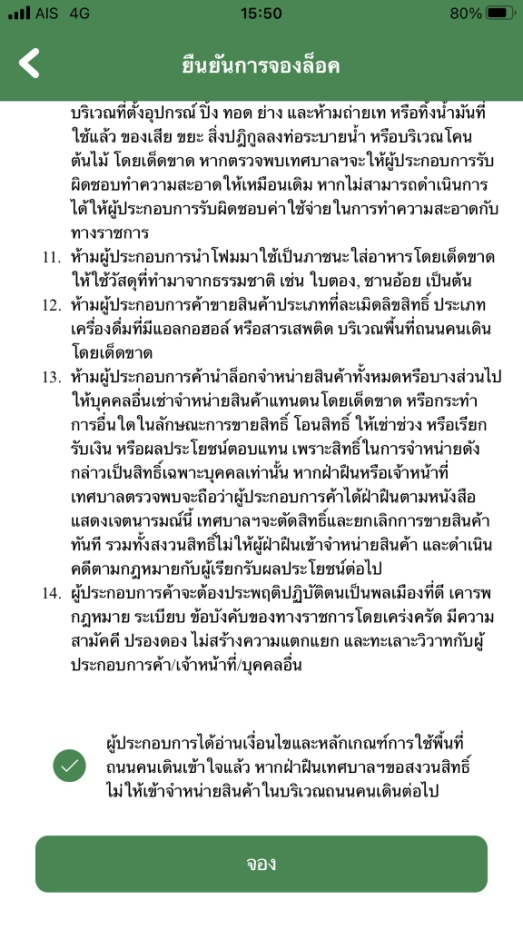 AIS 4G 15:50 80%
ยืนยันการจองล็อค
บริเวณที่ตั้งอุปกรณ์ ปิ้ง ทอด ย่าง และห้ามถ่ายเท หรือทิ้งน้ำมันที่
ใช้แล้ว ของเสีย ขยะ สิ่งปฎิกูลลงท่อระบายน้ำ หรือบริเวณโคน
ต้นไม้ โดยเด็ดขาด หากตรวจพบเทศบาลฯจะให้ผู้ประกอบการรับ
ผิดชอบทำความสะอาดให้เหมือนเดิม หากไม่สามารถดำเนินการ
ได้ให้ผู้ประกอบการรับผิดชอบค่าใช้จ่ายในการทำความสะอาดกับ
ทางราชการ
11. ห้ามผู้ประกอบการนำโฟมมาใช้เป็นภาชนะใส่อาหารโดยเด็ดขาด
ให้ใช้วัสดุที่ทำมาจากธรรมชาติ เช่น ใบตอง, ชานอ้อย เป็นต้น
12. ห้ามผู้ประกอบการค้าขายสินค้าประเภทที่ละเมิดลิขสิทธิ์ ประเภท
เครื่องดื่มที่มีแอลกอฮอล์ หรือสารเสพติด บริเวณพื้นที่ถนนคนเดิน
โดยเด็ดขาด
13. ห้ามผู้ประกอบการค้านำล็อกจำหน่ายสินค้าทั้งหมดหรือบางส่วนไป
ให้บุคคลอื่นเช่าจำหน่ายสินค้าแทนตนโดยเด็ดขาด หรือกระทำ
การอื่นใดในลักษณะการขายสิทธิ์ โอนสิทธิ์ ให้เช่าช่วง หรือเรียก
รับเงิน หรือผลประโยชน์ตอบแทน เพราะสิทธิ์ในการจำหน่ายดัง
กล่าวเป็นสิทธิ์เฉพาะบุคคลเท่านั้น หากฝ่าฝืนหรือเจ้าหน้าที่
เทศบาลตรวจพบจะถือว่าผู้ประกอบการค้าได้ฝ่าฝืนตามหนังสือ
แสดงเจตนารมณ์นี้ เทศบาลฯจะตัดสิทธิ์และยกเลิกการขายสินค้า
ทันที รวมทั้งสงวนสิทธิ์ไม่ให้ผู้ฝ่าฝืนเข้าจำหน่ายสินค้า และดำเนิน
คดีตามกฎหมายกับผู้เรียกรับผลประโยชน์ต่อไป
14. ผู้ประกอบการค้าจะต้องประพฤติปฏิบัติตนเป็นพลเมืองที่ดี เคารพ
กฎหมาย ระเบียบ ข้อบังคับของทางราชการโดยเคร่งครัด มีความ
สามัคคี ปรองดอง ไม่สร้างความแตกแยก และทะเลาะวิวาทกับผู้
ประกอบการค้า/เจ้าหน้าที่/บุคคลอื่น
ผู้ประกอบการได้อ่านเงื่อนไขและหลักเกณฑ์การใช้พื้นที่
ถนนคนเดินเข้าใจแล้ว หากฝ่าฝืนเทศบาลฯขอสงวนสิทธิ์
ไม่ให้เข้าจำหน่ายสินค้าในบริเวณถนนคนเดินต่อไป
จอง